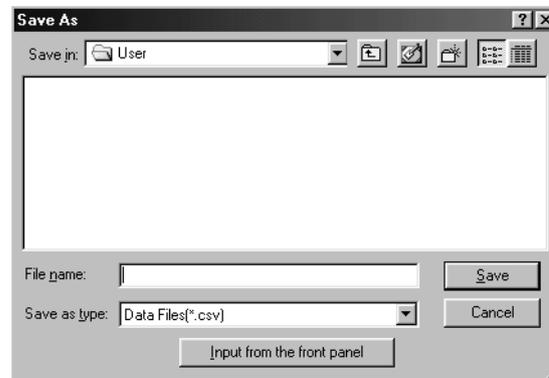 Save As
Save in: User
File name:
Save
Save as type: Data Files(*.csv)
Cancel
Input from the front panel